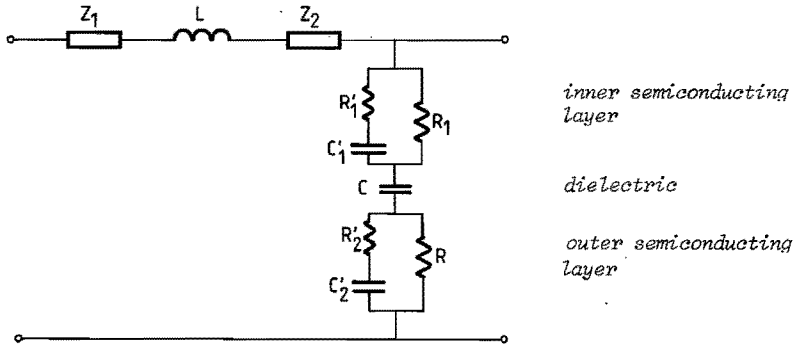 Z1 L Z2
R'1
R1
C'1
inner semiconducting
layer
C
dielectric
R'2
R
C'2
outer semiconducting
layer